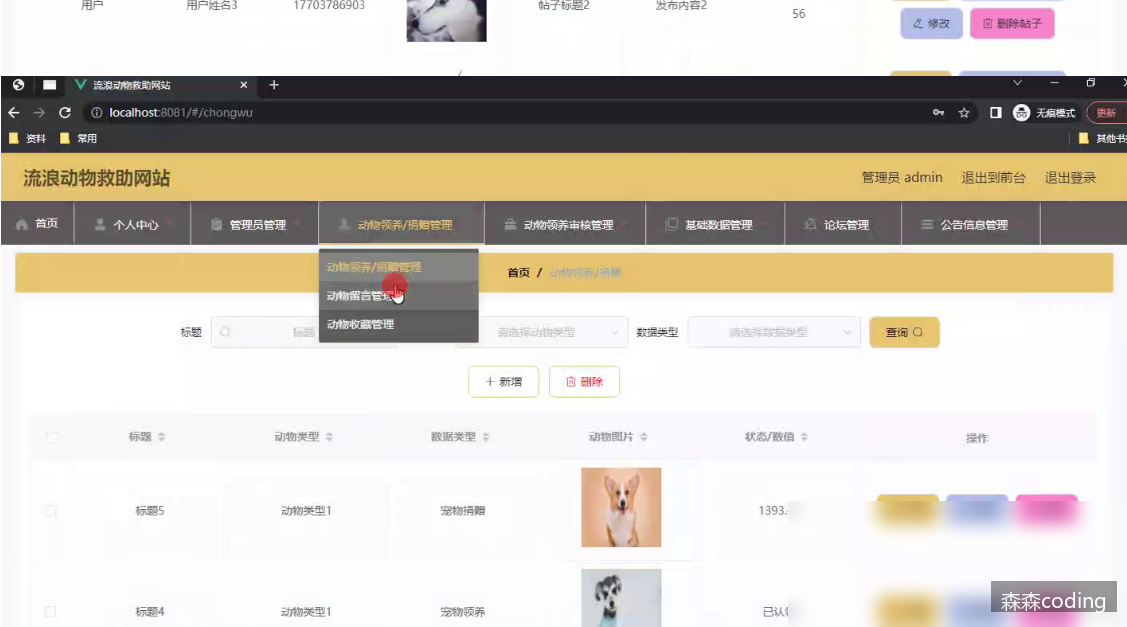 用户 用户姓名3 17703786903 帖子标题2 发布内容2 56
修改 删除帖子
流浪动物救助网站
localhost:8081/#/chongwu 无痕模式 更新
资料 常用 其他书
流浪动物救助网站 管理员 admin 退出到前台 退出登录
首页 个人中心 管理员管理 动物领养/捐赠管理 动物领养审核管理 基础数据管理 论坛管理 公告信息管理
动物领养/捐赠管理
动物留言管理
动物收藏管理
首页 / 动物领养/捐赠
标题 标题 请选择动物类型 数据类型 请选择数据类型 查询
新增 删除
标题 动物类型 数据类型 动物图片 状态/数值 操作
标题5 动物类型1 宠物捐赠 1393.
标题4 动物类型1 宠物领养 已认
森森coding